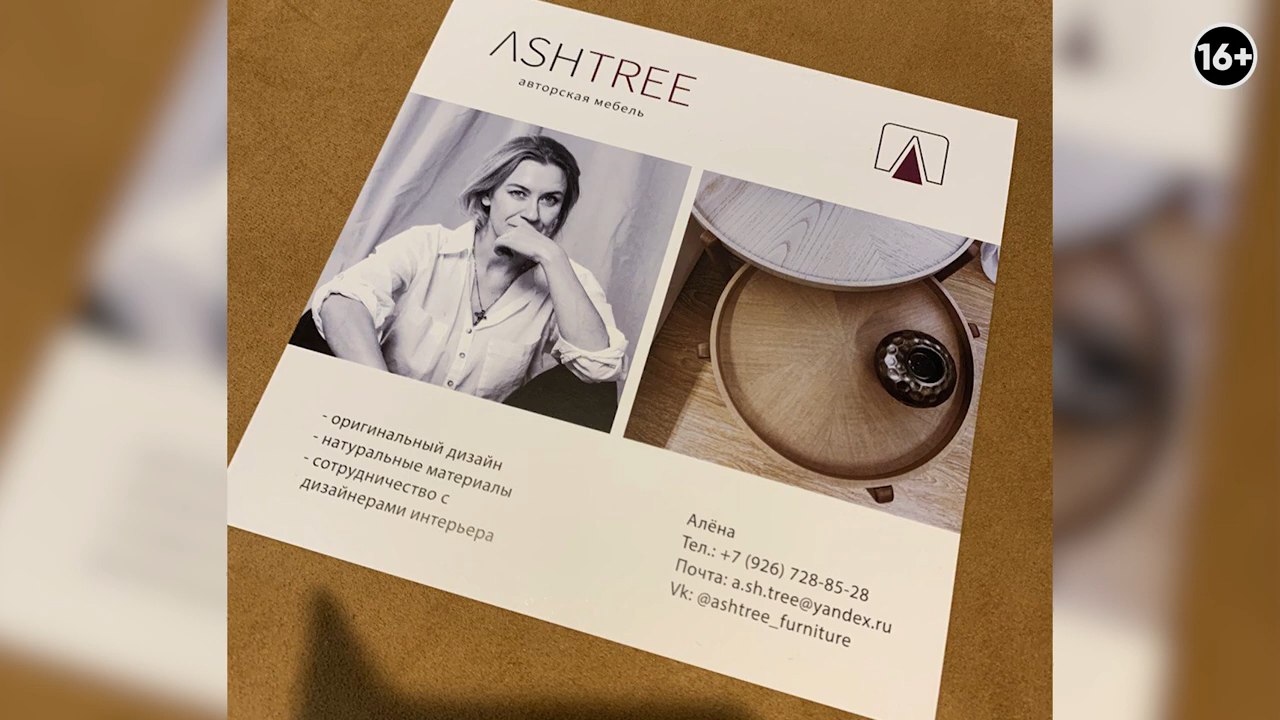 16+
ASHTREE
авторская мебель
- оригинальный дизайн
- натуральные материалы
- сотрудничество с
дизайнерами интерьера
Алёна
Тел.: +7 (926) 728-85-28
Почта: a.sh.tree@yandex.ru
Vk: @ashtree_furniture